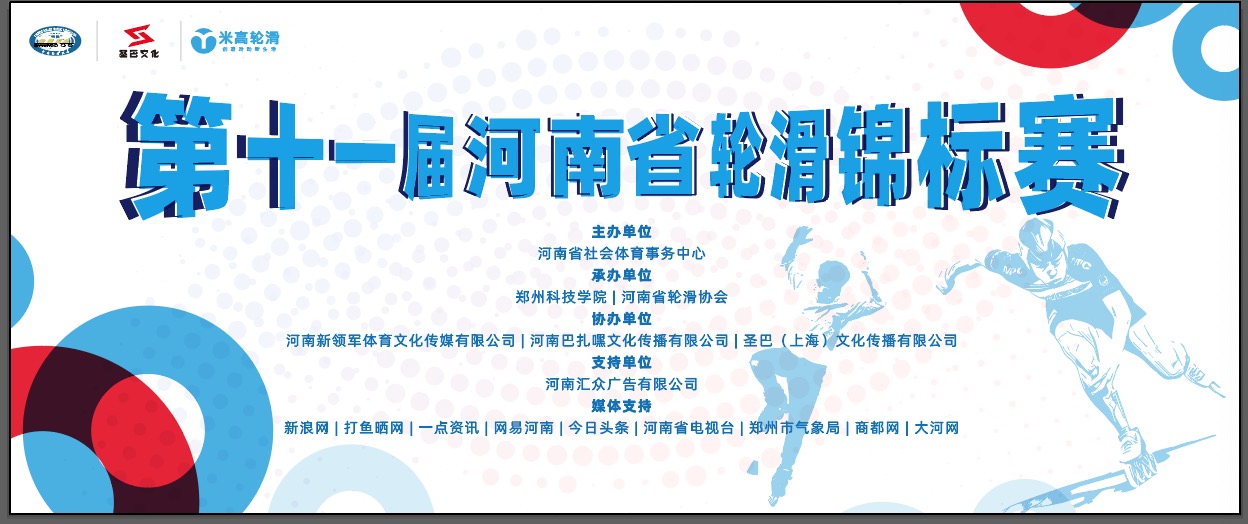 圣巴文化
米高轮滑
第十一届河南省轮滑锦标赛
主办单位
河南省社会体育事务中心
承办单位
郑州科技学院 | 河南省轮滑协会
协办单位
河南新领军体育文化传媒有限公司 | 河南巴扎嘿文化传播有限公司 | 圣巴（上海）文化传播有限公司
支持单位
河南汇众广告有限公司
媒体支持
新浪网 | 打鱼晒网 | 一点资讯 | 网易河南 | 今日头条 | 河南省电视台 | 郑州市气象局 | 商都网 | 大河网